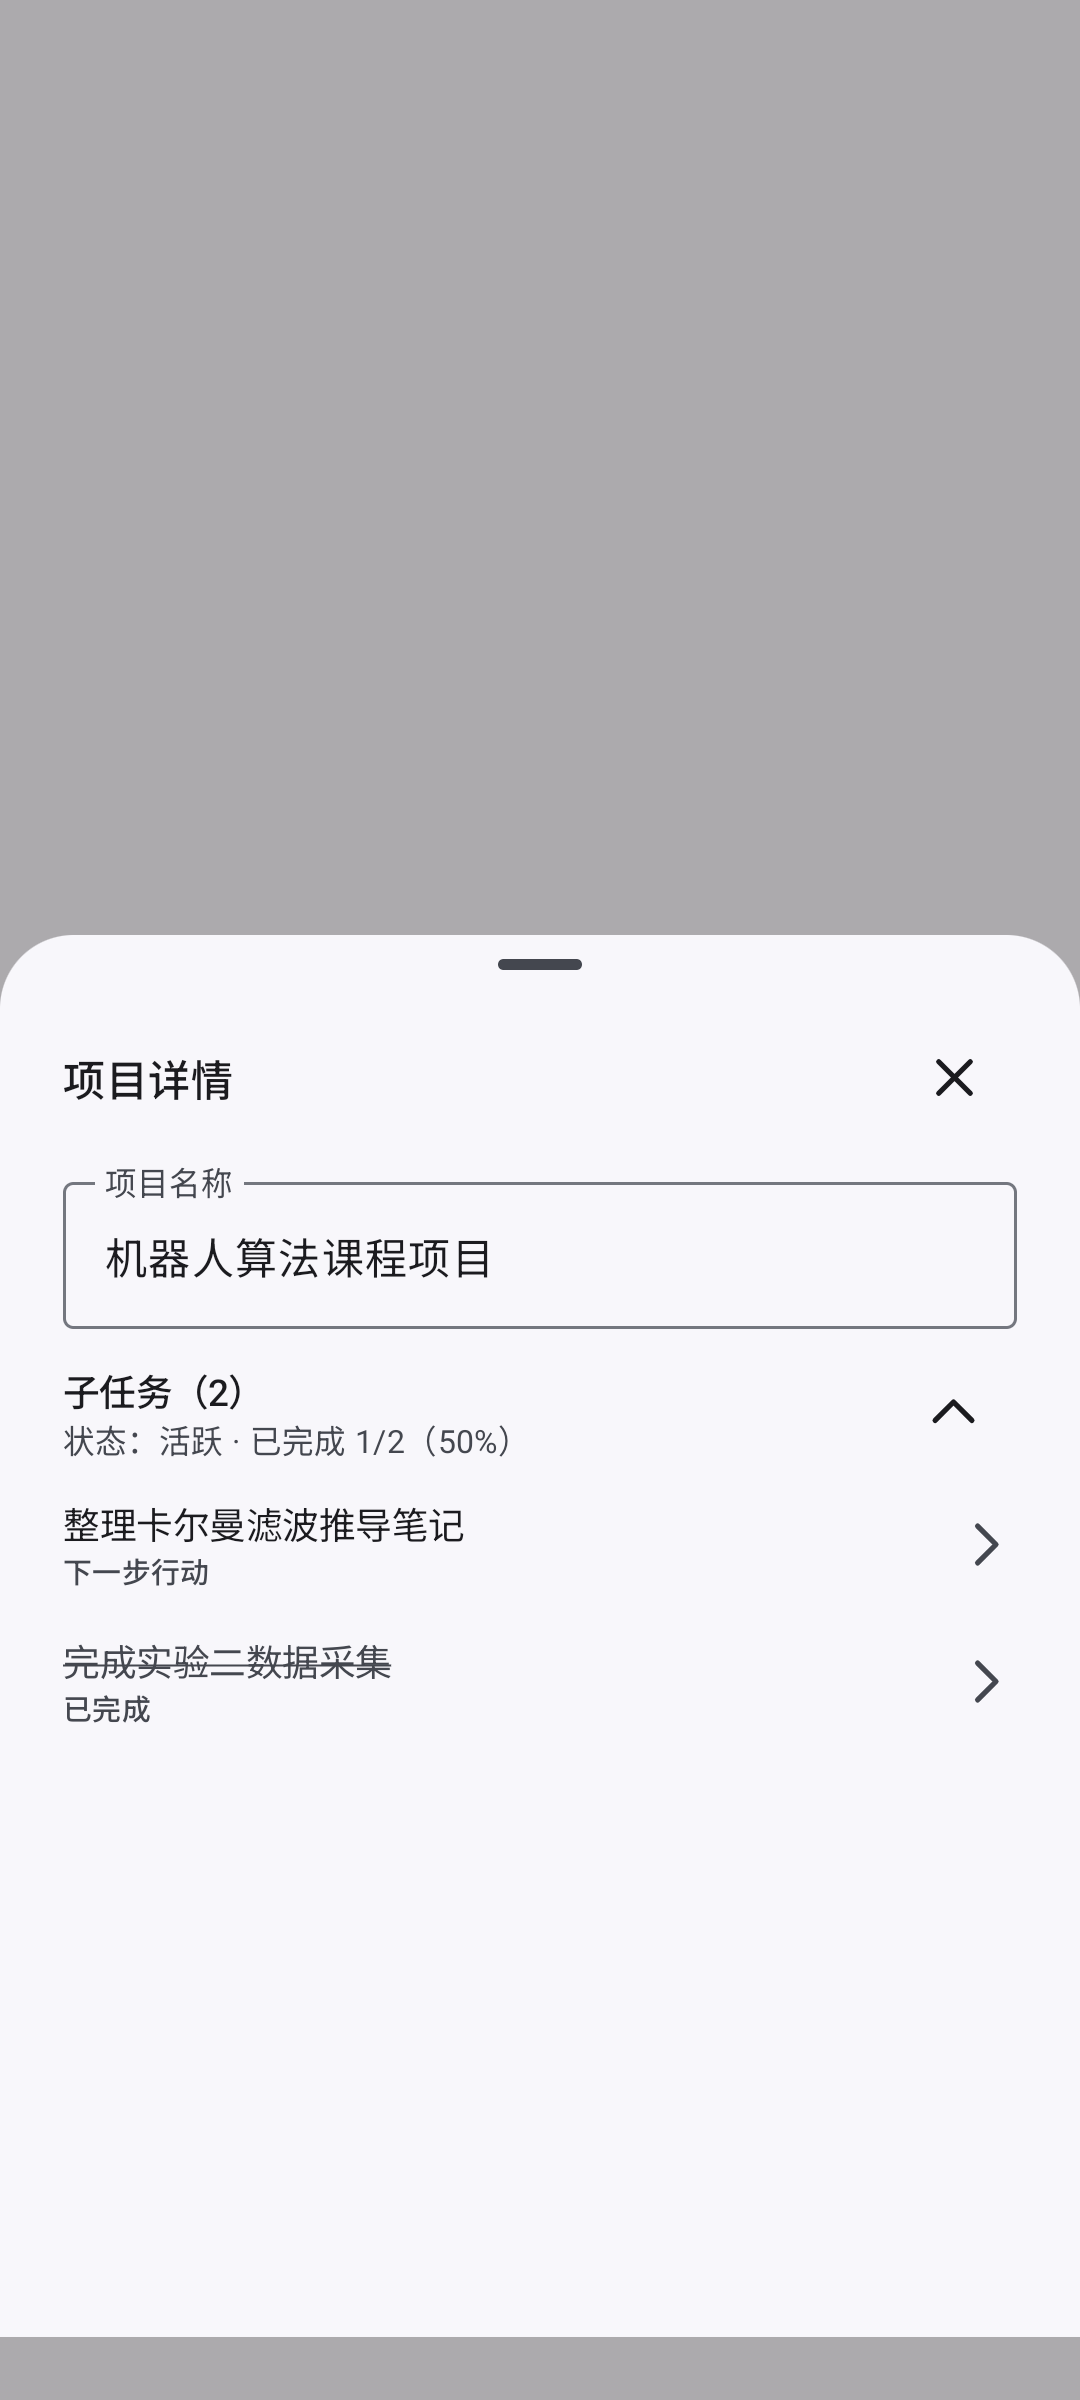 项目详情
项目名称
机器人算法课程项目
子任务（2）
状态：活跃 · 已完成 1/2（50%）
整理卡尔曼滤波推导笔记
下一步行动
完成实验二数据采集
已完成